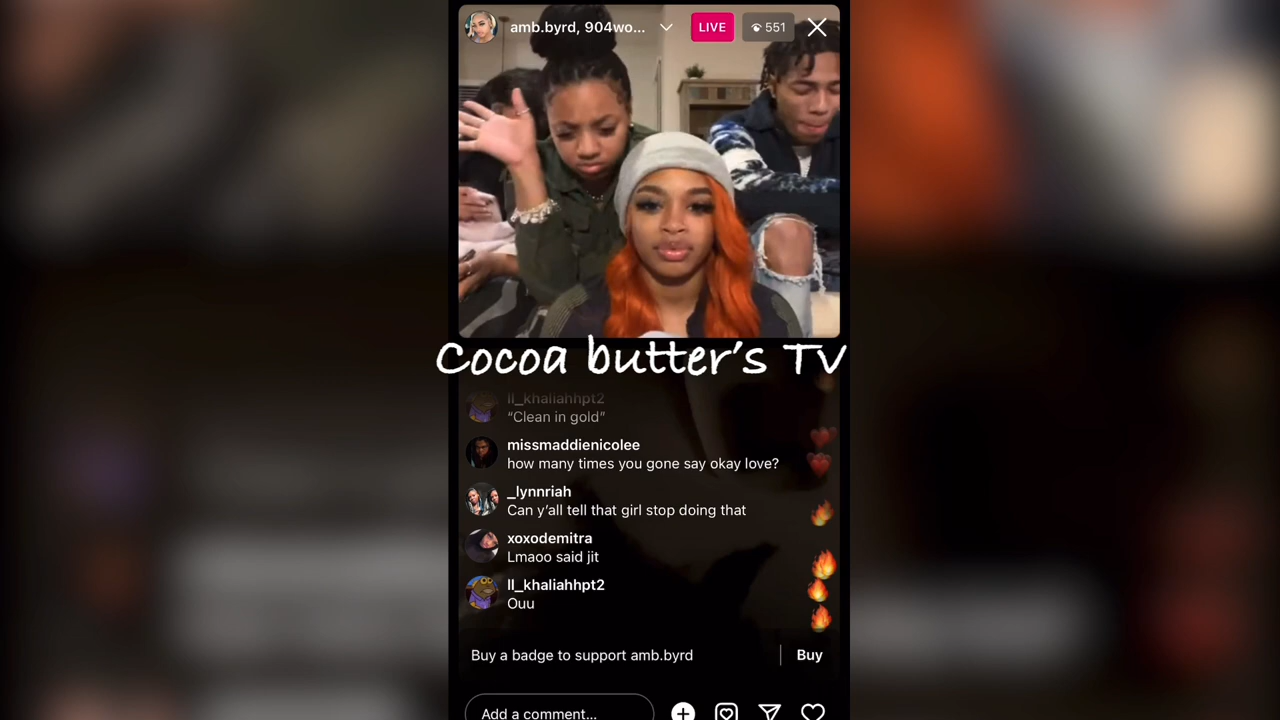 amb.byrd, 904wo...
LIVE
551
Cocoa butter's TV
ll_khaliahhpt2
“Clean in gold”
missmaddienicolee
how many times you gone say okay love?
_lynnriah
Can y’all tell that girl stop doing that
xoxodemitra
Lmaoo said jit
ll_khaliahhpt2
Ouu
Buy a badge to support amb.byrd
Buy
Add a comment...